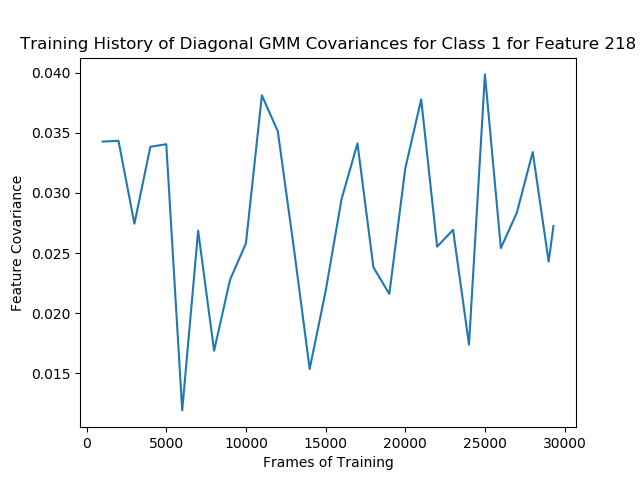 Training History of Diagonal GMM Covariances for Class 1 for Feature 218
0.040
0.035
0.030
0.025
0.020
0.015
Feature Covariance
0 5000 10000 15000 20000 25000 30000
Frames of Training